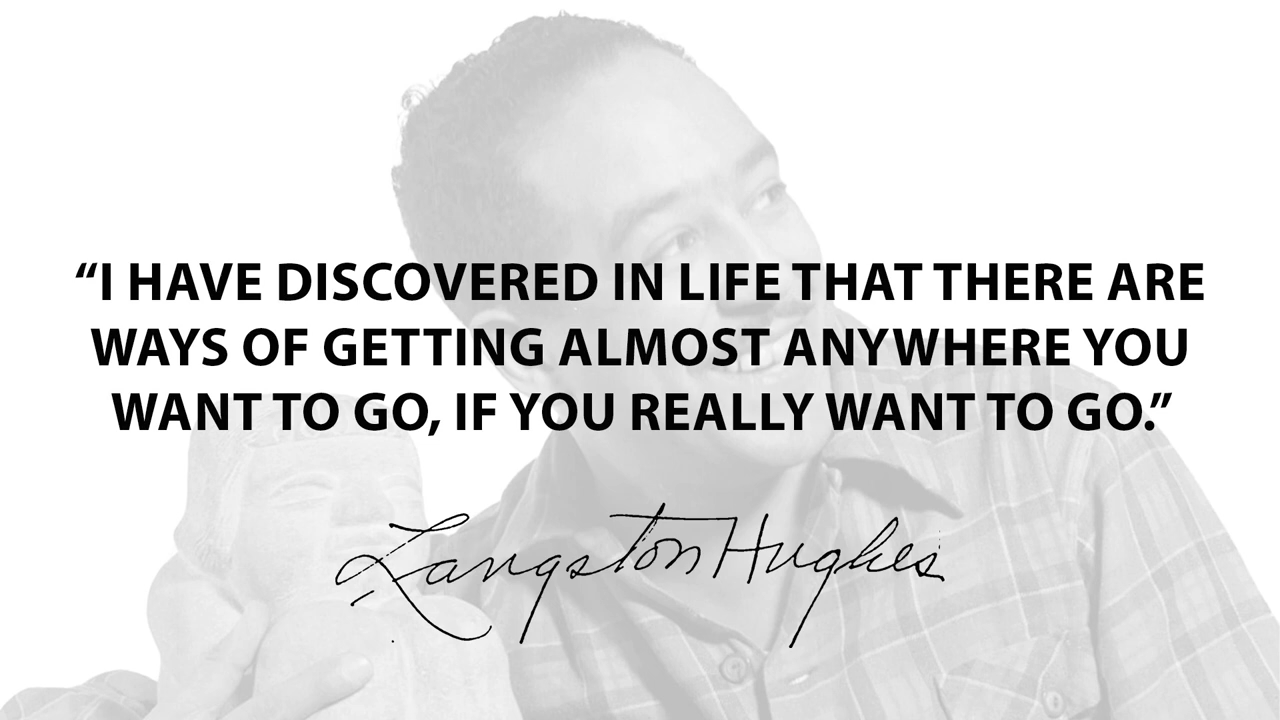 “I HAVE DISCOVERED IN LIFE THAT THERE ARE
WAYS OF GETTING ALMOST ANYWHERE YOU
WANT TO GO, IF YOU REALLY WANT TO GO.”
Langston Hughes